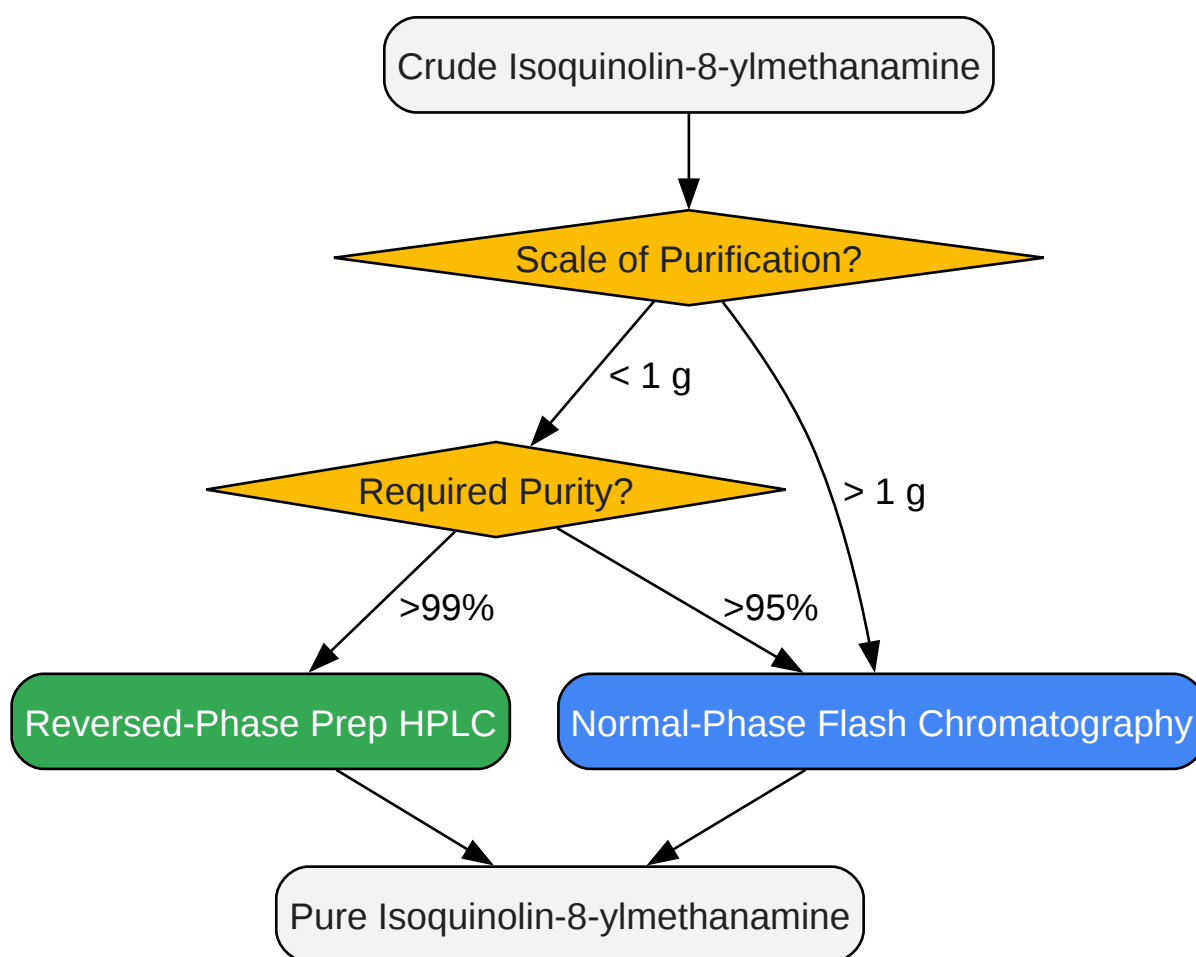 Crude Isoquinolin-8-ylmethanamine
Scale of Purification?
< 1 g
Required Purity?
> 1 g
>99%
>95%
Reversed-Phase Prep HPLC
Normal-Phase Flash Chromatography
Pure Isoquinolin-8-ylmethanamine